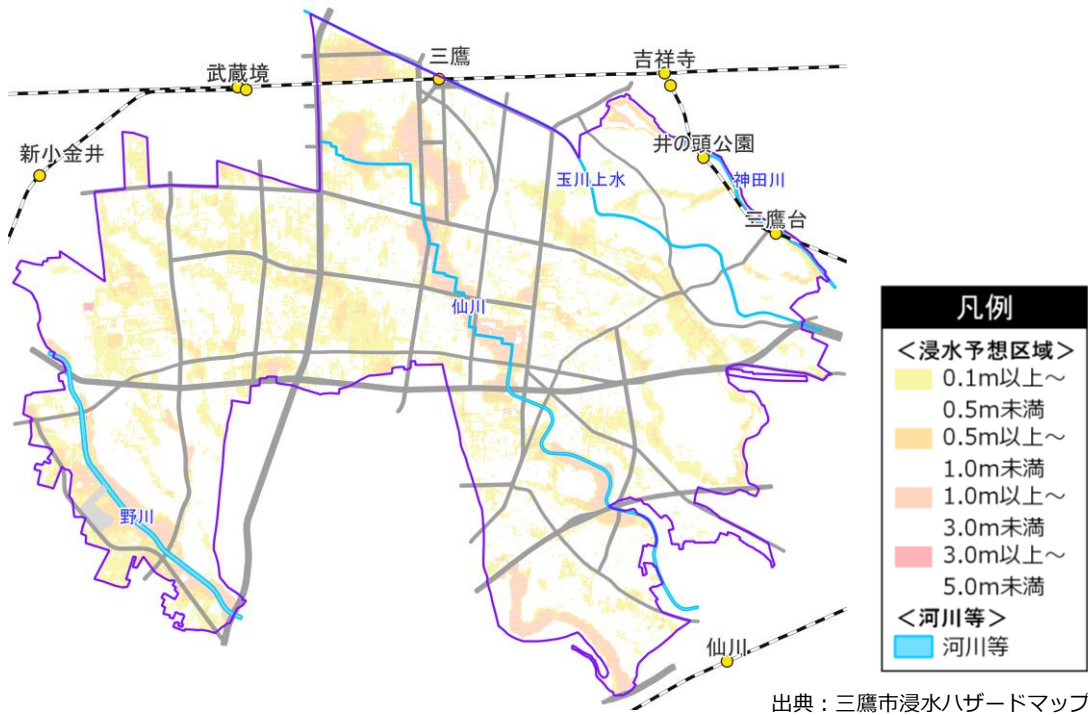 三鷹
吉祥寺
武蔵境
新小金井
井の頭公園
玉川上水
神田川
三鷹台
仙川
野川
仙川
凡例
＜浸水予想区域＞
0.1m以上～
0.5m未満
0.5m以上～
1.0m未満
1.0m以上～
3.0m未満
3.0m以上～
5.0m未満
＜河川等＞
河川等
出典：三鷹市浸水ハザードマップ